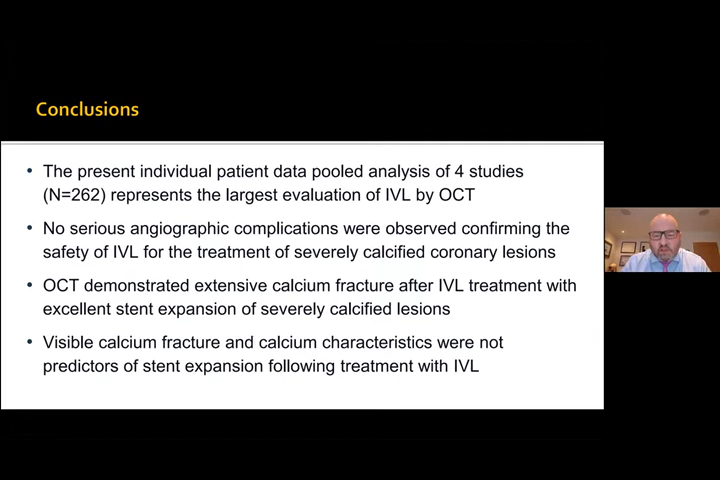 Conclusions
• The present individual patient data pooled analysis of 4 studies
(N=262) represents the largest evaluation of IVL by OCT
• No serious angiographic complications were observed confirming the
safety of IVL for the treatment of severely calcified coronary lesions
• OCT demonstrated extensive calcium fracture after IVL treatment with
excellent stent expansion of severely calcified lesions
• Visible calcium fracture and calcium characteristics were not
predictors of stent expansion following treatment with IVL